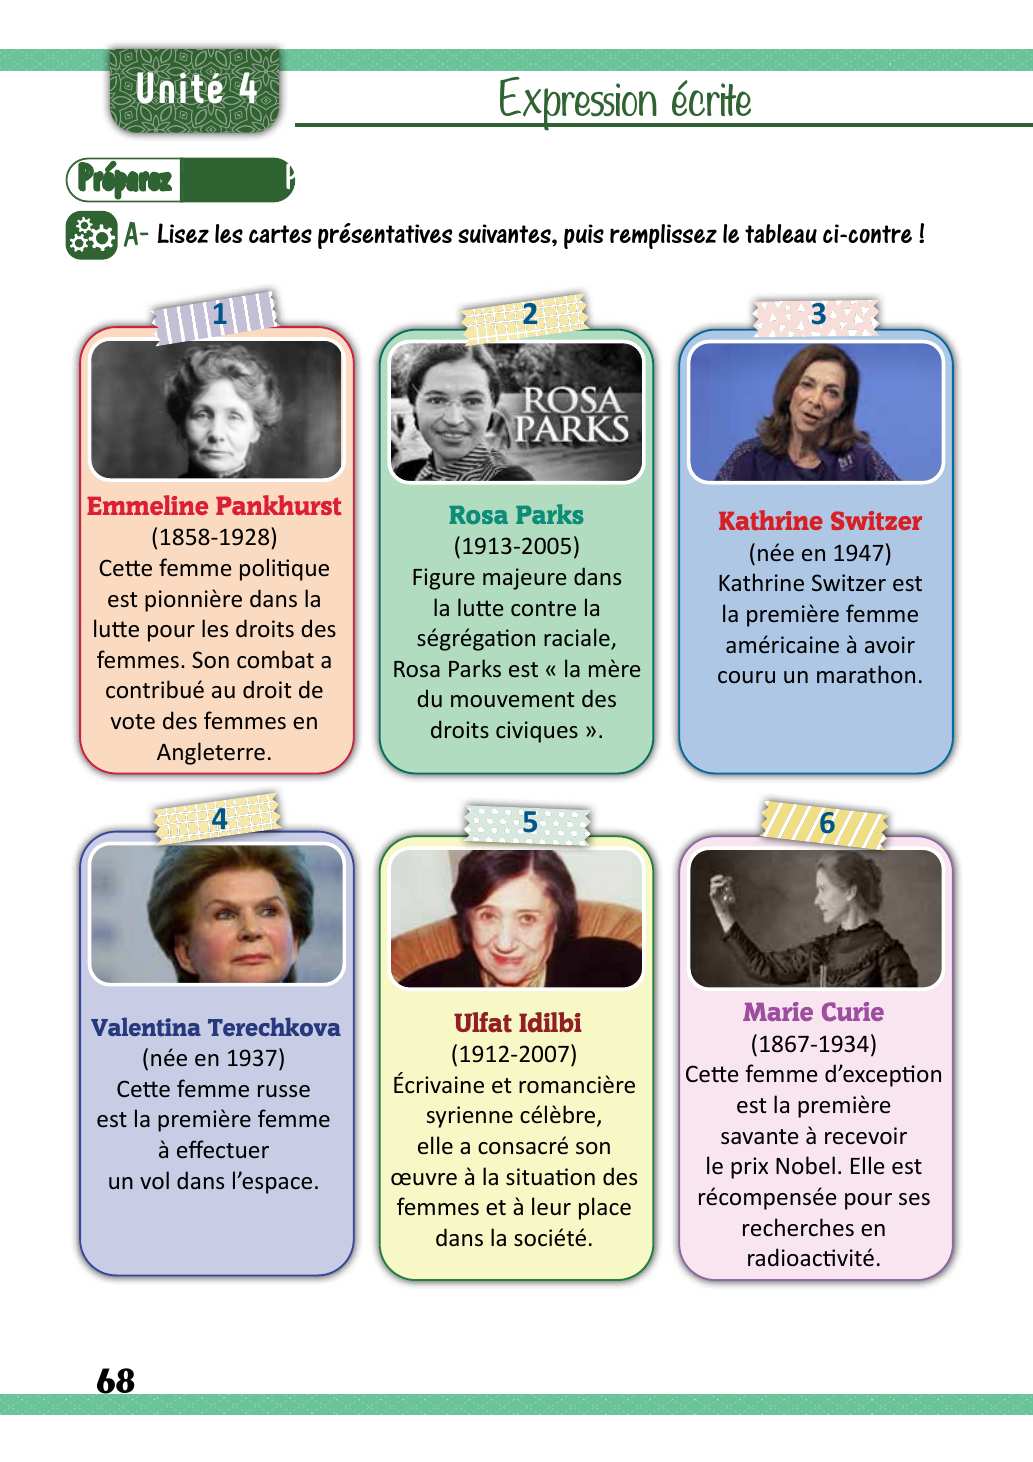 Unité 4
Expression écrite
Préparez
P
A- Lisez les cartes présentatives suivantes, puis remplissez le tableau ci-contre !
1
Emmeline Pankhurst
(1858-1928)
Cette femme politique
est pionnière dans la
lutte pour les droits des
femmes. Son combat a
contribué au droit de
vote des femmes en
Angleterre.
2
ROSA
PARKS
Rosa Parks
(1913-2005)
Figure majeure dans
la lutte contre la
ségrégation raciale,
Rosa Parks est « la mère
du mouvement des
droits civiques ».
3
Kathrine Switzer
(née en 1947)
Kathrine Switzer est
la première femme
américaine à avoir
couru un marathon.
4
Valentina Terechkova
(née en 1937)
Cette femme russe
est la première femme
à effectuer
un vol dans l’espace.
5
Ulfat Idilbi
(1912-2007)
Écrivaine et romancière
syrienne célèbre,
elle a consacré son
œuvre à la situation des
femmes et à leur place
dans la société.
6
Marie Curie
(1867-1934)
Cette femme d’exception
est la première
savante à recevoir
le prix Nobel. Elle est
récompensée pour ses
recherches en
radioactivité.
68